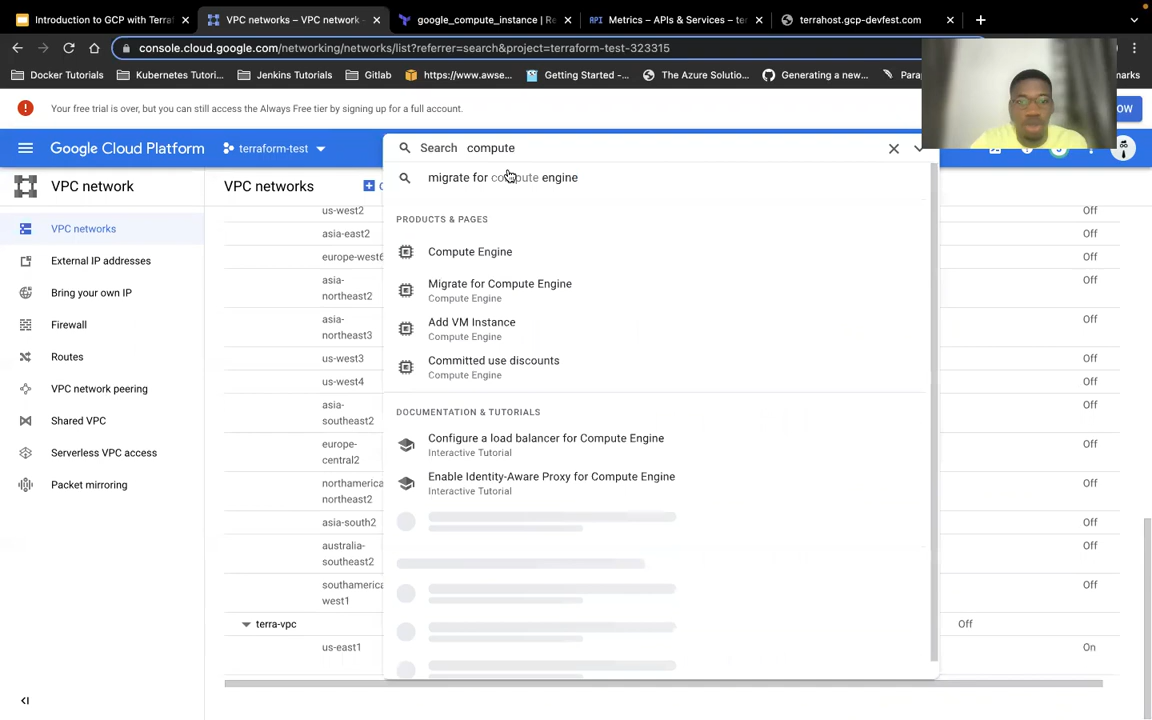 Introduction to GCP with Terraf
VPC networks – VPC network -
google_compute_instance | Re
API Metrics – APIs & Services – ter
terrahost.gcp-devfest.com
console.cloud.google.com/networking/networks/list?referrer=search&project=terraform-test-323315
Docker Tutorials
Kubernetes Tutori...
Jenkins Tutorials
Gitlab
https://www.awse...
Getting Started -...
The Azure Solutio...
Generating a new...
Parap
marks
Your free trial is over, but you can still access the Always Free tier by signing up for a full account.
OW
Google Cloud Platform
terraform-test
Search compute
VPC network
VPC networks
migrate for compute engine
VPC networks
External IP addresses
Bring your own IP
Firewall
Routes
VPC network peering
Shared VPC
Serverless VPC access
Packet mirroring
us-west2
Off
asia-east2
Off
europe-west6
Off
asia-
northeast2
Off
asia-
northeast3
Off
us-west3
Off
us-west4
Off
asia-
southeast2
Off
europe-
central2
Off
northamerica
northeast2
Off
asia-south2
Off
australia-
southeast2
Off
southamerica
west1
Off
terra-vpc
Off
us-east1
On
PRODUCTS & PAGES
Compute Engine
Migrate for Compute Engine
Compute Engine
Add VM Instance
Compute Engine
Committed use discounts
Compute Engine
DOCUMENTATION & TUTORIALS
Configure a load balancer for Compute Engine
Interactive Tutorial
Enable Identity-Aware Proxy for Compute Engine
Interactive Tutorial